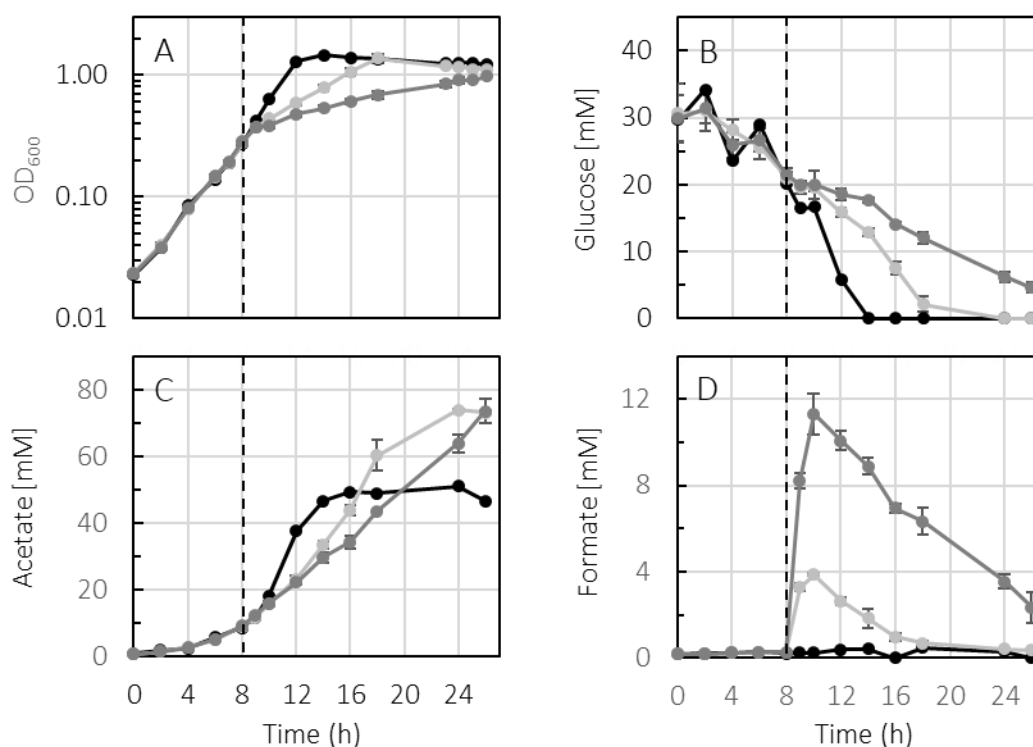 A
OD600
1.00
0.10
0.01
B
Glucose [mM]
40
30
20
10
0
C
Acetate [mM]
80
60
40
20
0
0 4 8 12 16 20 24
Time (h)
D
Formate [mM]
12
8
4
0
0 4 8 12 16 20 24
Time (h)